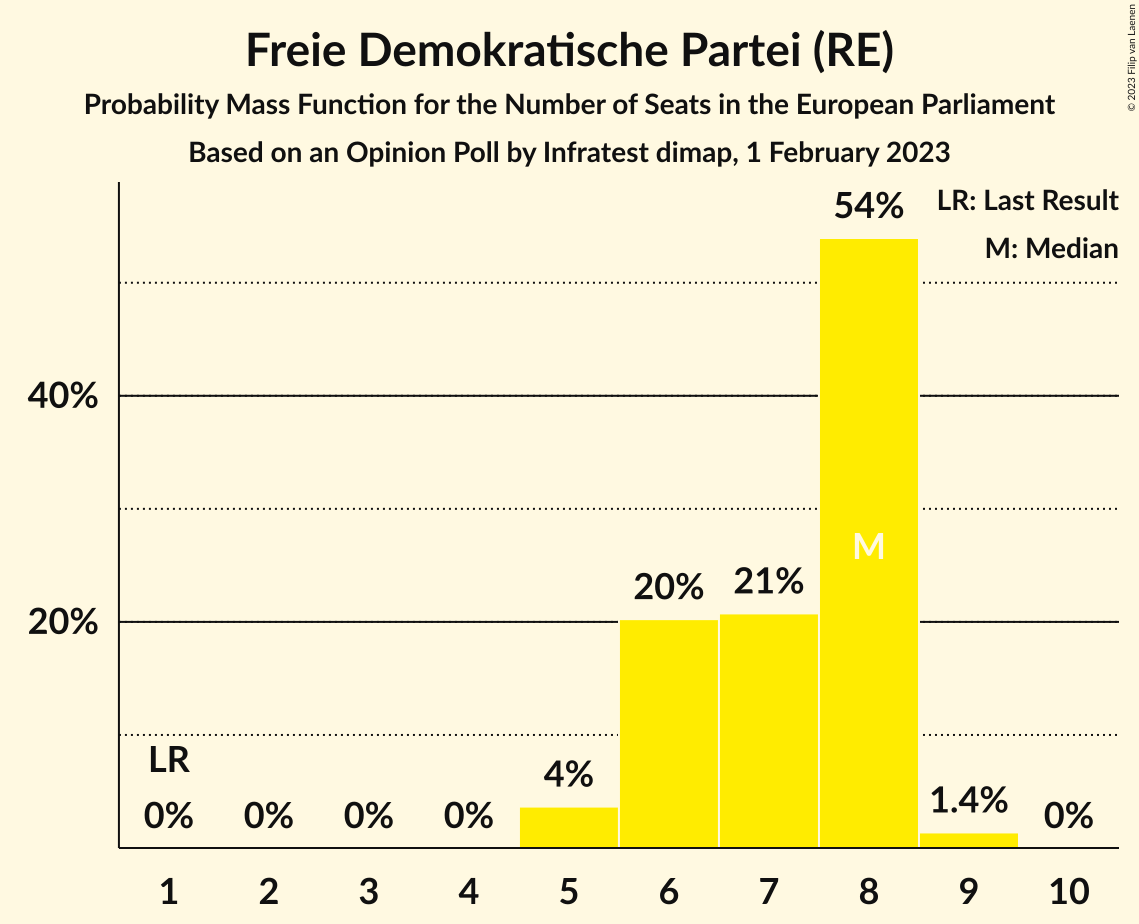 Freie Demokratische Partei (RE)
Probability Mass Function for the Number of Seats in the European Parliament
Based on an Opinion Poll by Infratest dimap, 1 February 2023
© 2023 Filip van Laenen
LR: Last Result
M: Median
54%
40%
M
20% 21%
20%
LR
4%
0% 0% 0% 0% 1.4% 0%
1 2 3 4 5 6 7 8 9 10